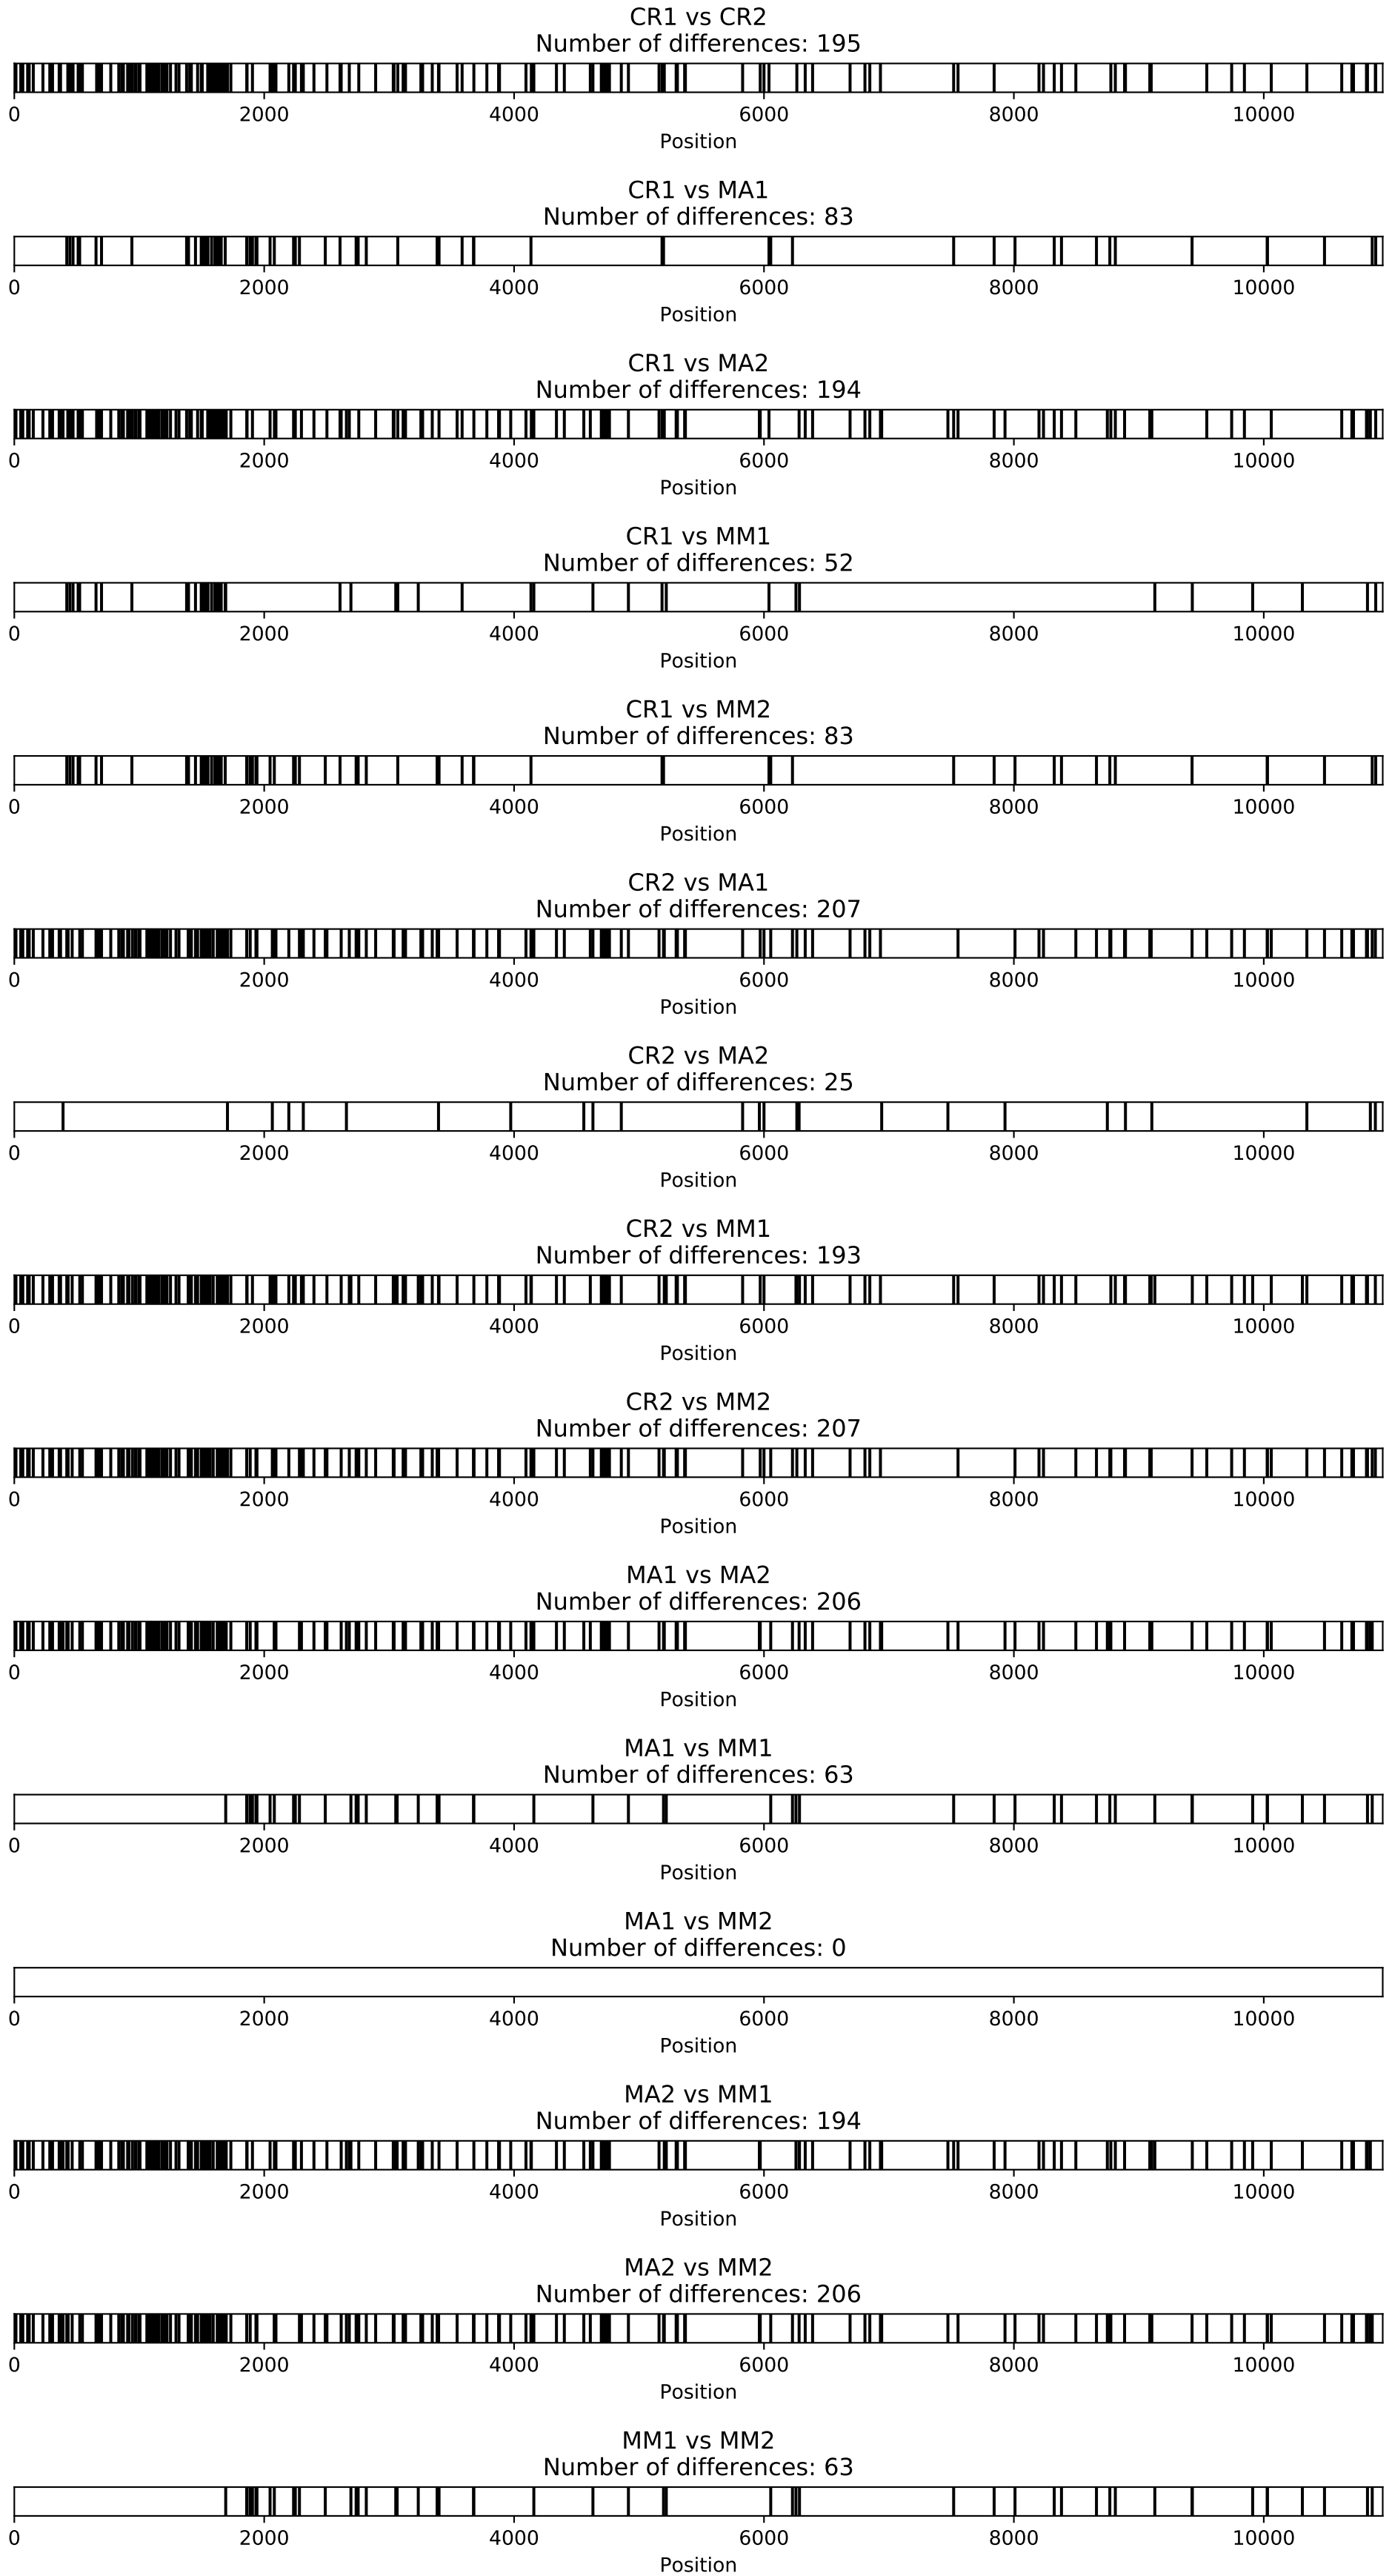 CR1 vs CR2
Number of differences: 195
0 2000 4000 6000 8000 10000
Position
CR1 vs MA1
Number of differences: 83
0 2000 4000 6000 8000 10000
Position
CR1 vs MA2
Number of differences: 194
0 2000 4000 6000 8000 10000
Position
CR1 vs MM1
Number of differences: 52
0 2000 4000 6000 8000 10000
Position
CR1 vs MM2
Number of differences: 83
0 2000 4000 6000 8000 10000
Position
CR2 vs MA1
Number of differences: 207
0 2000 4000 6000 8000 10000
Position
CR2 vs MA2
Number of differences: 25
0 2000 4000 6000 8000 10000
Position
CR2 vs MM1
Number of differences: 193
0 2000 4000 6000 8000 10000
Position
CR2 vs MM2
Number of differences: 207
0 2000 4000 6000 8000 10000
Position
MA1 vs MA2
Number of differences: 206
0 2000 4000 6000 8000 10000
Position
MA1 vs MM1
Number of differences: 63
0 2000 4000 6000 8000 10000
Position
MA1 vs MM2
Number of differences: 0
0 2000 4000 6000 8000 10000
Position
MA2 vs MM1
Number of differences: 194
0 2000 4000 6000 8000 10000
Position
MA2 vs MM2
Number of differences: 206
0 2000 4000 6000 8000 10000
Position
MM1 vs MM2
Number of differences: 63
0 2000 4000 6000 8000 10000
Position